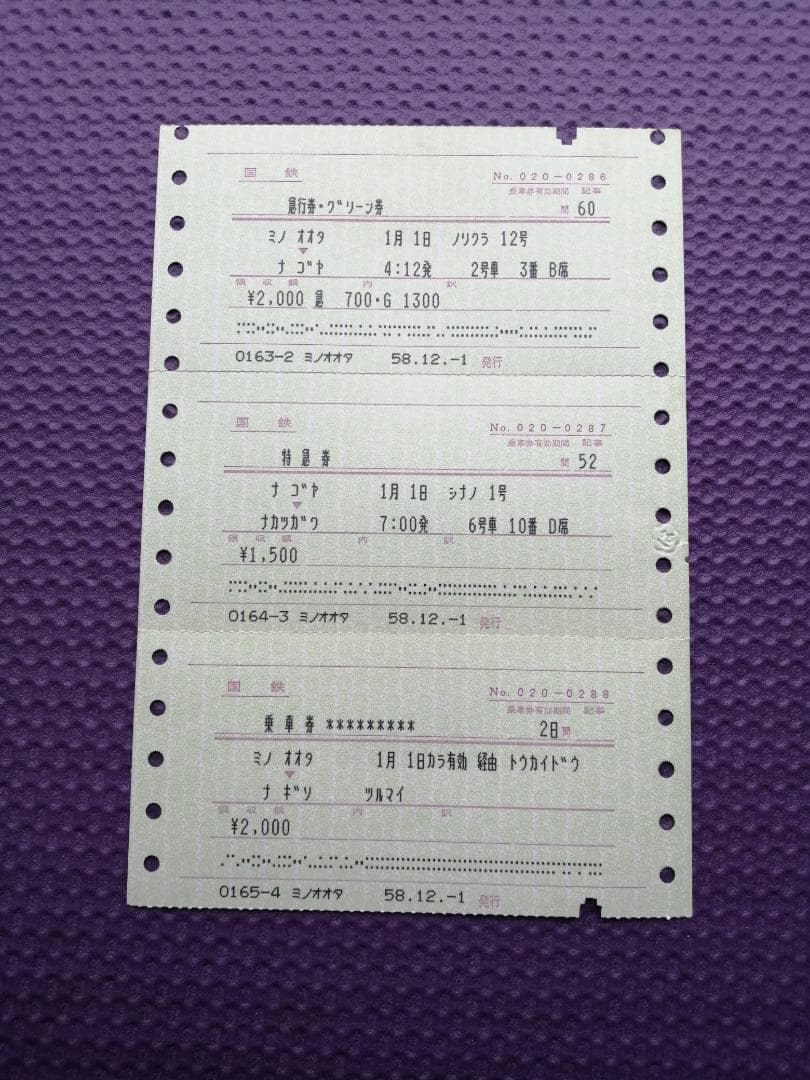 国 鉄
No. 020-0286
乗車券有効期間 記事
急行券・グリーン券 間 60
ミノ オオタ 1月 1日 ノリクラ 12号
▼
ナ ゴヤ 4:12発 2号車 3番 B席
領 収 額 内 訳
¥2,000 急 700・G 1300
0163-2 ミノオオタ 58.12.-1 発行
国 鉄
No. 020-0287
乗車券有効期間 記事
特 急 券 間 52
ナ ゴヤ 1月 1日 シナノ 1号
▼
ナカツガワ 7:00発 6号車 10番 D席
領 収 額 内 訳
¥1,500
0164-3 ミノオオタ 58.12.-1 発行
国 鉄
No. 020-0288
乗車券有効期間 記事
乗 車 券 ********* 2日 間
ミノ オオタ 1月 1日カラ有効 経由 トウカイドウ
▼
ナ ギソ ツルマイ
領 収 額 内 訳
¥2,000
0165-4 ミノオオタ 58.12.-1 発行